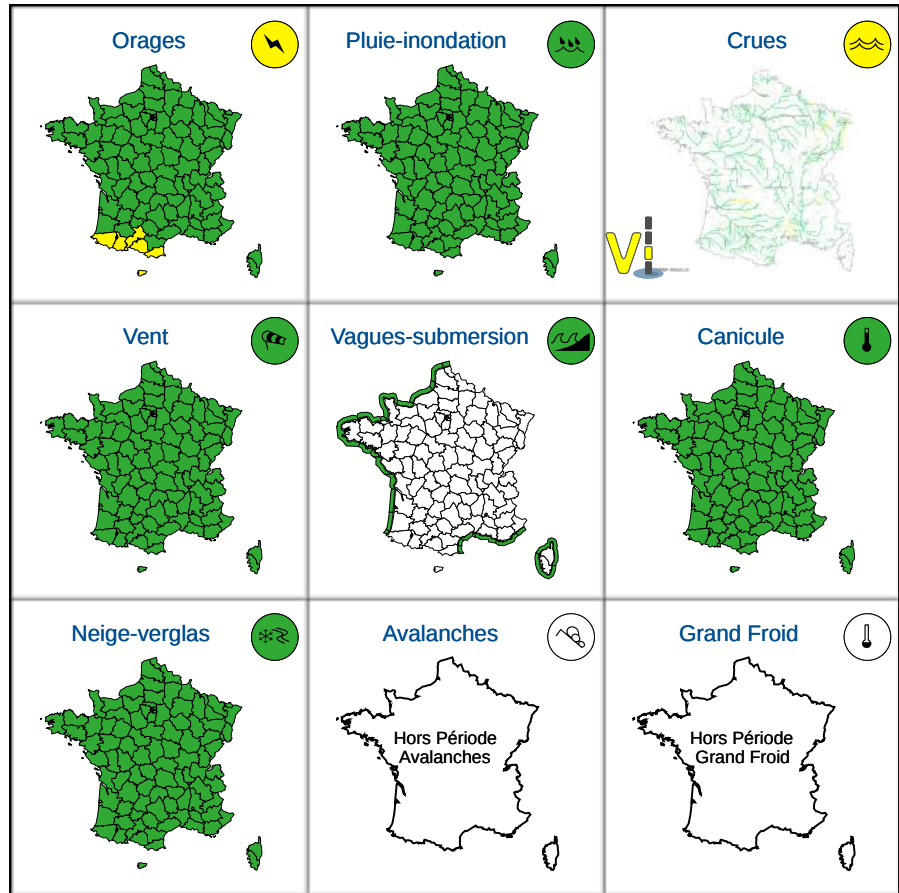 Orages
Pluie-inondation
Crues
Vi
Vent
Vagues-submersion
Canicule
Neige-verglas
Avalanches
Grand Froid
Hors Période
Avalanches
Hors Période
Grand Froid